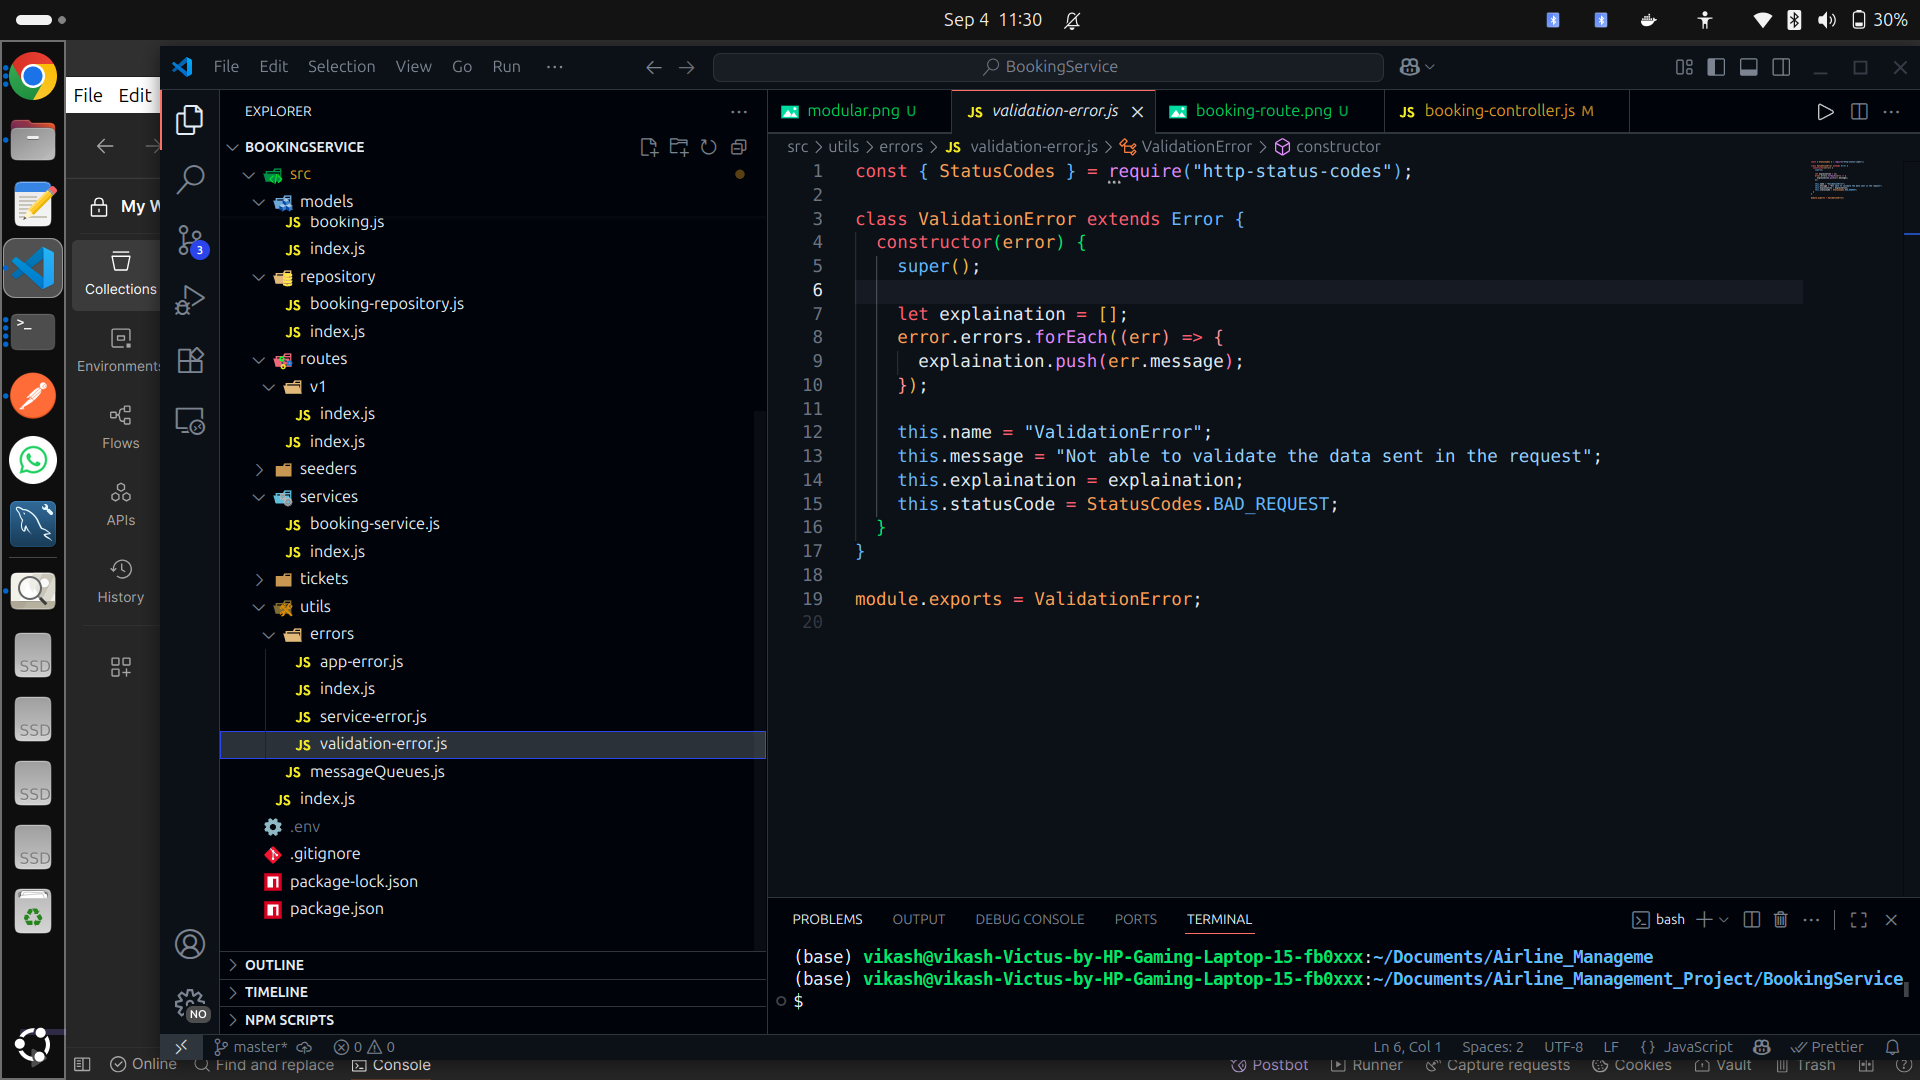 Sep 4 11:30
30%
File Edit Selection View Go Run ···
BookingService
File Edit
My W
Collections
Environments
Flows
APIs
History
SSD
SSD
SSD
SSD
EXPLORER
BOOKINGSERVICE
src
models
booking.js
index.js
repository
booking-repository.js
index.js
routes
v1
index.js
index.js
seeders
services
booking-service.js
index.js
tickets
utils
errors
app-error.js
index.js
service-error.js
validation-error.js
messageQueues.js
index.js
.env
.gitignore
package-lock.json
package.json
OUTLINE
TIMELINE
NPM SCRIPTS
3
NO
modular.png U
JS validation-error.js
booking-route.png U
JS booking-controller.js M
src > utils > errors > JS validation-error.js > ValidationError > constructor
1 const { StatusCodes } = require("http-status-codes");
2
3 class ValidationError extends Error {
4 constructor(error) {
5 super();
6
7 let explaination = [];
8 error.errors.forEach((err) => {
9 explaination.push(err.message);
10 });
11
12 this.name = "ValidationError";
13 this.message = "Not able to validate the data sent in the request";
14 this.explaination = explaination;
15 this.statusCode = StatusCodes.BAD_REQUEST;
16 }
17 }
18
19 module.exports = ValidationError;
20
PROBLEMS OUTPUT DEBUG CONSOLE PORTS TERMINAL
bash
(base) vikash@vikash-Victus-by-HP-Gaming-Laptop-15-fb0xxx:~/Documents/Airline_Manageme
(base) vikash@vikash-Victus-by-HP-Gaming-Laptop-15-fb0xxx:~/Documents/Airline_Management_Project/BookingService
$
master* 0 0
Ln 6, Col 1 Spaces: 2 UTF-8 LF {} JavaScript Prettier
Online Find and replace Console
Postbot Runner Capture requests Cookies Vault Trash